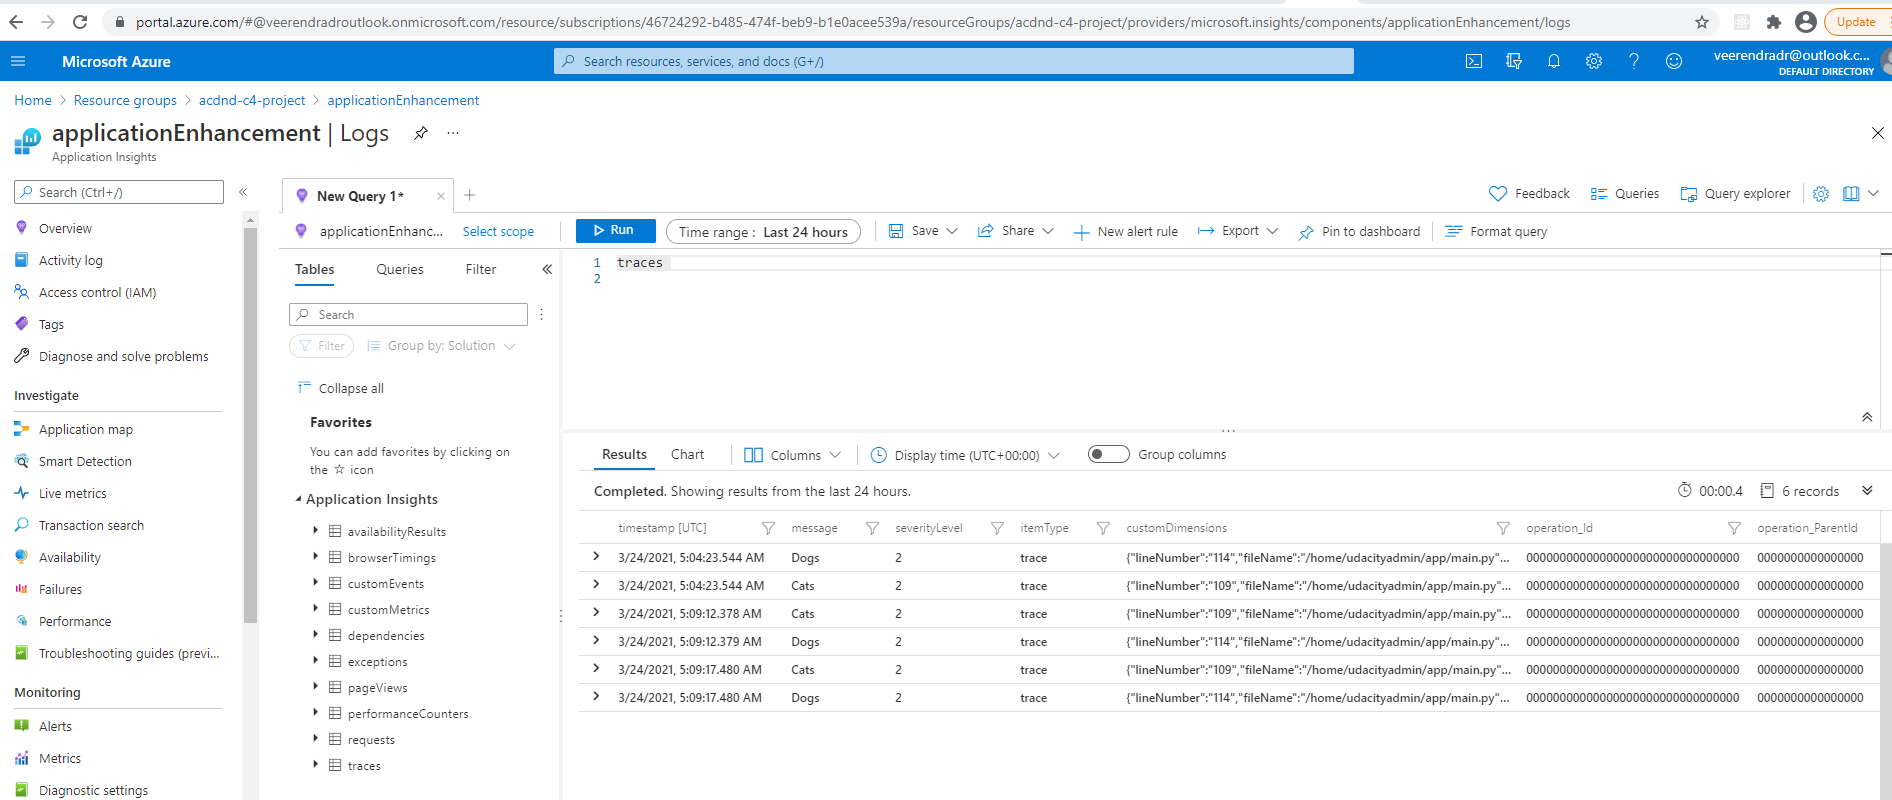 portal.azure.com/#@veerendradroutlook.onmicrosoft.com/resource/subscriptions/46724292-b485-474f-beb9-b1e0acee539a/resourceGroups/acdnd-c4-project/providers/microsoft.insights/components/applicationEnhancement/logs
Update
Microsoft Azure
Search resources, services, and docs (G+/)
veerendradr@outlook.c...
DEFAULT DIRECTORY
Home > Resource groups > acdnd-c4-project > applicationEnhancement
applicationEnhancement | Logs
Application Insights
Search (Ctrl+/)
Overview
Activity log
Access control (IAM)
Tags
Diagnose and solve problems
Investigate
Application map
Smart Detection
Live metrics
Transaction search
Availability
Failures
Performance
Troubleshooting guides (previ...
Monitoring
Alerts
Metrics
Diagnostic settings
New Query 1*
Feedback Queries Query explorer
applicationEnhanc... Select scope
Run Time range : Last 24 hours Save Share New alert rule Export Pin to dashboard Format query
Tables Queries Filter
Search
Filter Group by: Solution
Collapse all
Favorites
You can add favorites by clicking on
the ☆ icon
Application Insights
availabilityResults
browserTimings
customEvents
customMetrics
dependencies
exceptions
pageViews
performanceCounters
requests
traces
1 traces
2
Results Chart Columns Display time (UTC+00:00) Group columns
Completed. Showing results from the last 24 hours. 00:00.4 6 records
timestamp [UTC] message severityLevel itemType customDimensions operation_Id operation_ParentId
3/24/2021, 5:04:23.544 AM Dogs 2 trace {"lineNumber":"114","fileName":"/home/udacityadmin/app/main.py"... 00000000000000000000000000000000 0000000000000000
3/24/2021, 5:04:23.544 AM Cats 2 trace {"lineNumber":"109","fileName":"/home/udacityadmin/app/main.py"... 00000000000000000000000000000000 0000000000000000
3/24/2021, 5:09:12.378 AM Cats 2 trace {"lineNumber":"109","fileName":"/home/udacityadmin/app/main.py"... 00000000000000000000000000000000 0000000000000000
3/24/2021, 5:09:12.379 AM Dogs 2 trace {"lineNumber":"114","fileName":"/home/udacityadmin/app/main.py"... 00000000000000000000000000000000 0000000000000000
3/24/2021, 5:09:17.480 AM Cats 2 trace {"lineNumber":"109","fileName":"/home/udacityadmin/app/main.py"... 00000000000000000000000000000000 0000000000000000
3/24/2021, 5:09:17.480 AM Dogs 2 trace {"lineNumber":"114","fileName":"/home/udacityadmin/app/main.py"... 00000000000000000000000000000000 0000000000000000